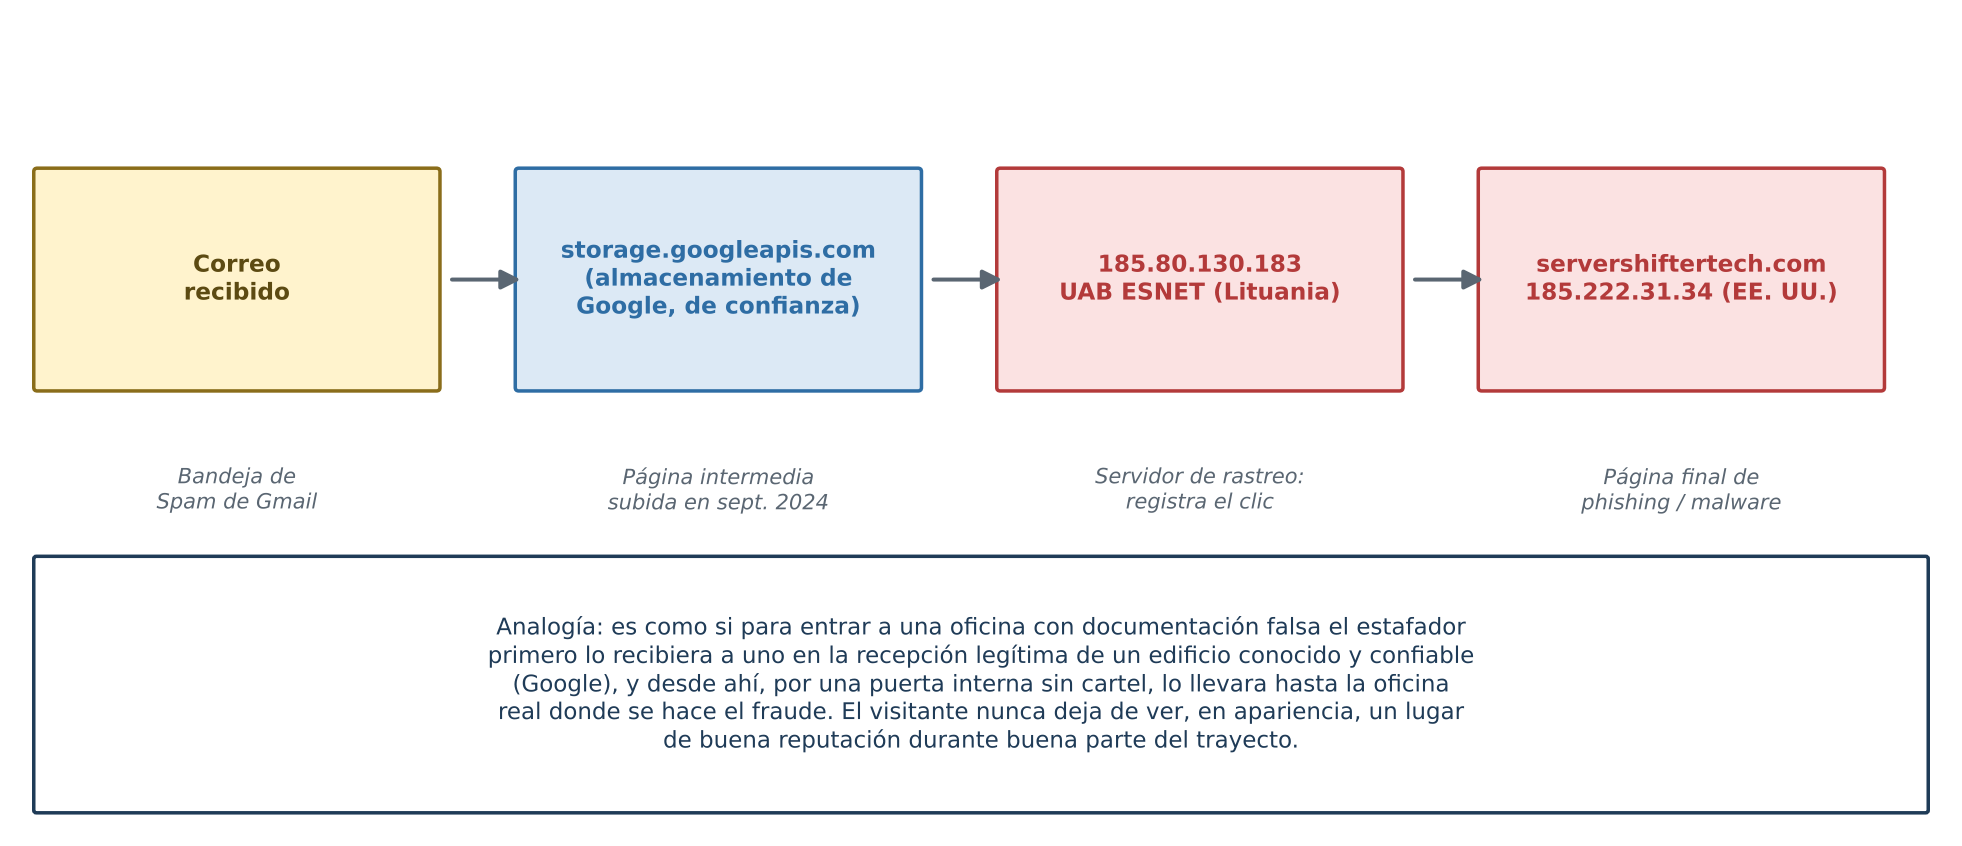 Correo
recibido
storage.googleapis.com
(almacenamiento de
Google, de confianza)
185.80.130.183
UAB ESNET (Lituania)
servershiftertech.com
185.222.31.34 (EE. UU.)
Bandeja de
Spam de Gmail
Página intermedia
subida en sept. 2024
Servidor de rastreo:
registra el clic
Página final de
phishing / malware
Analogía: es como si para entrar a una oficina con documentación falsa el estafador
primero lo recibiera a uno en la recepción legítima de un edificio conocido y confiable
(Google), y desde ahí, por una puerta interna sin cartel, lo llevara hasta la oficina
real donde se hace el fraude. El visitante nunca deja de ver, en apariencia, un lugar
de buena reputación durante buena parte del trayecto.